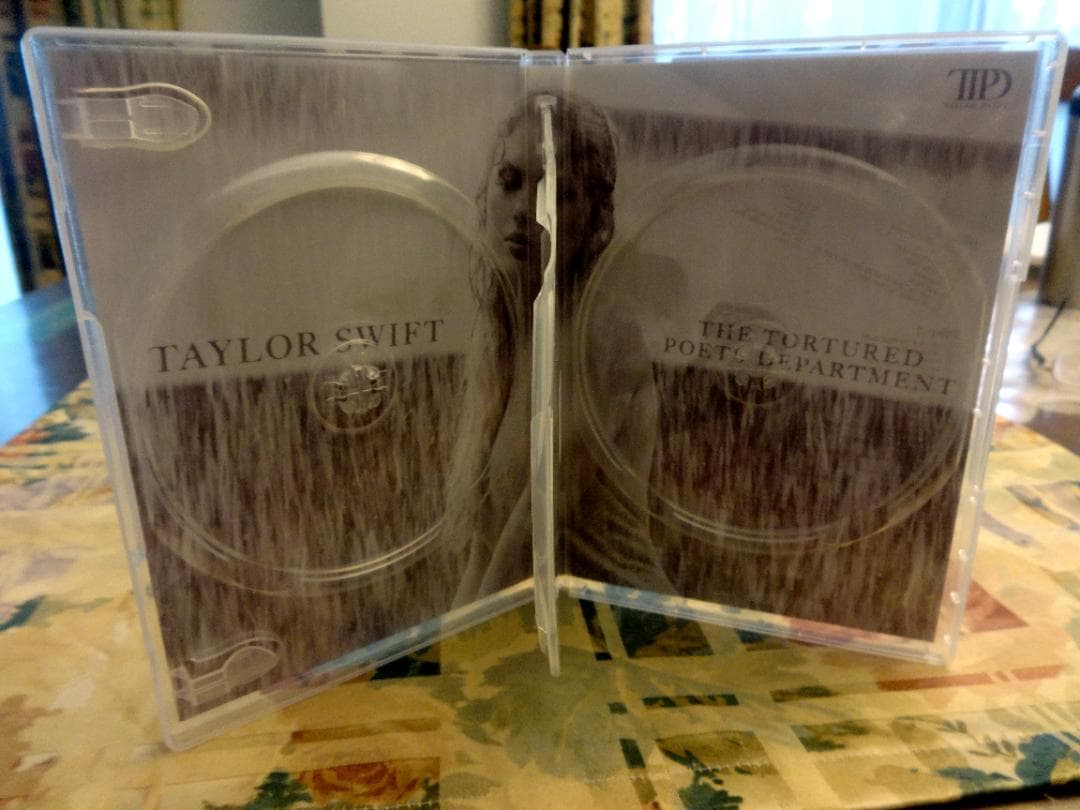 TAYLOR SWIFT
TTPD
THE TORTURED
POETS DEPARTMENT